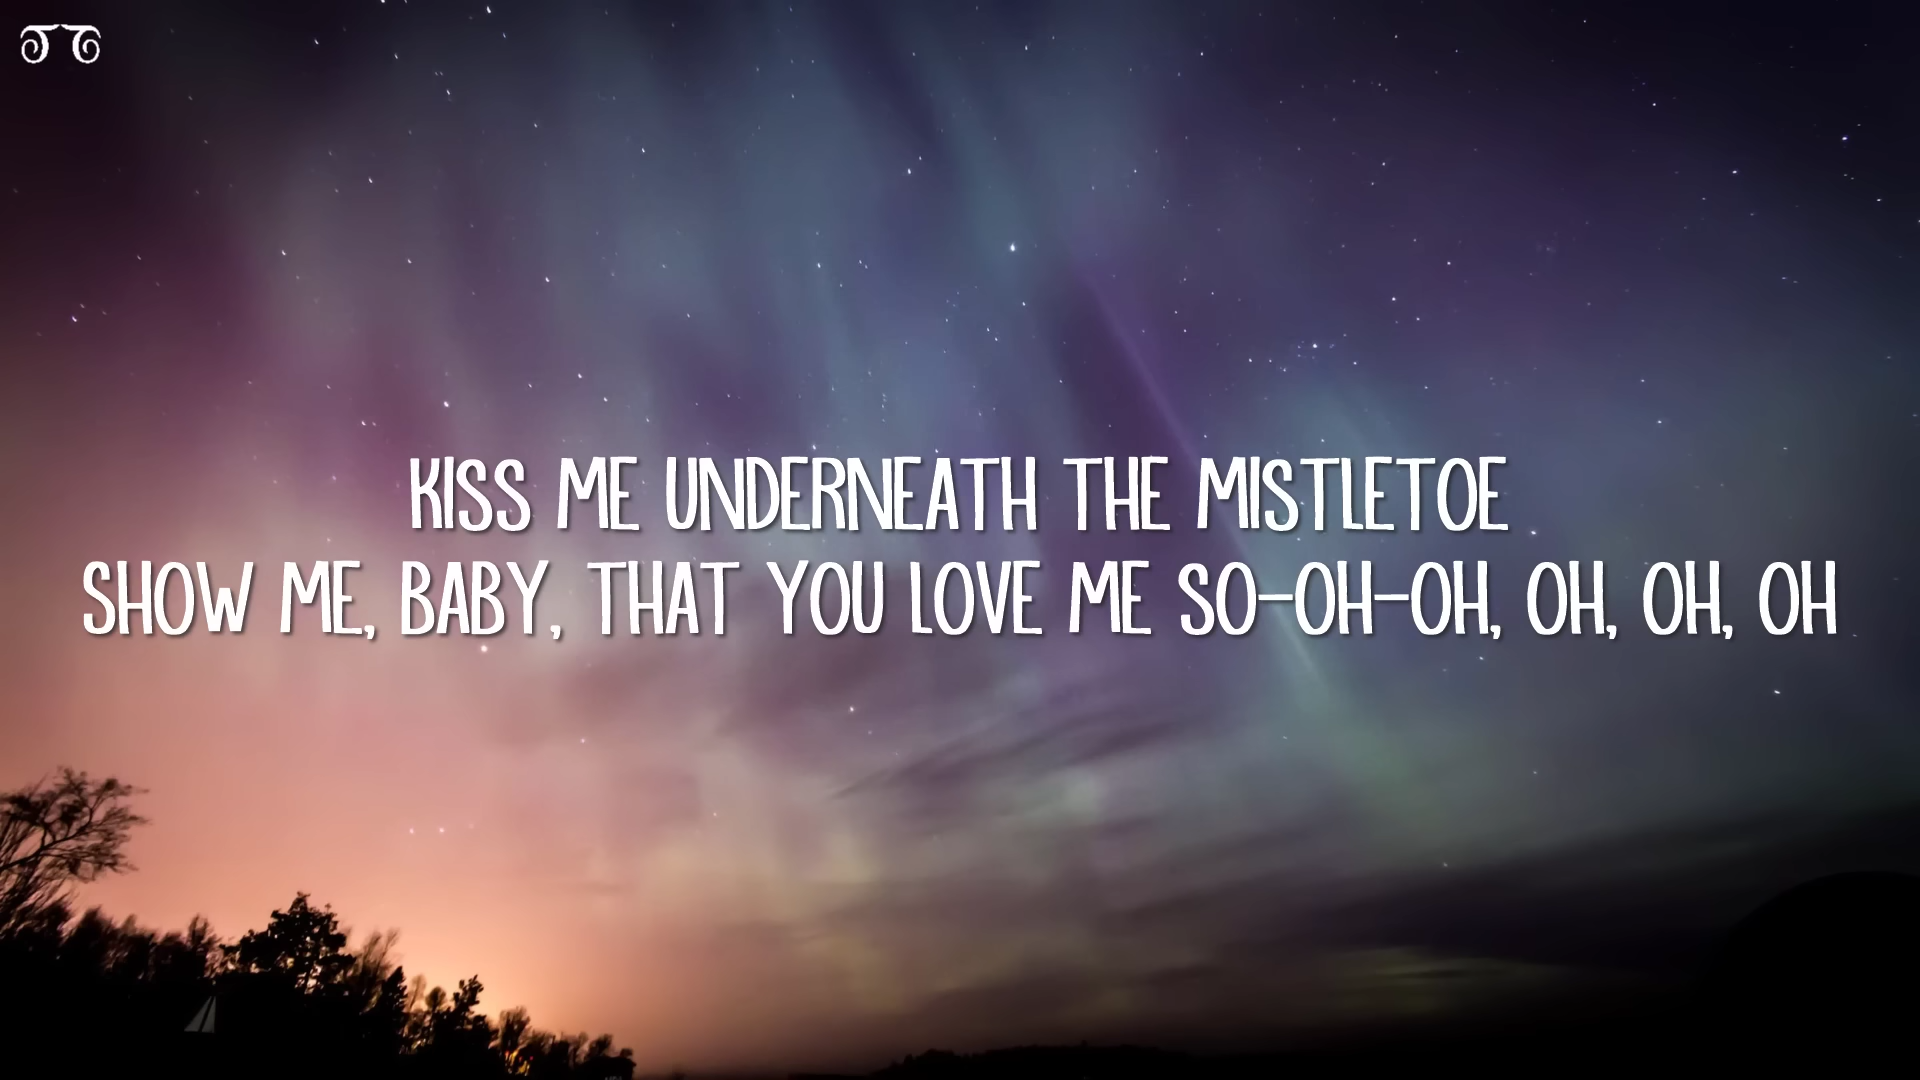 KISS ME UNDERNEATH THE MISTLETOE
SHOW ME, BABY, THAT YOU LOVE ME SO-OH-OH, OH, OH, OH